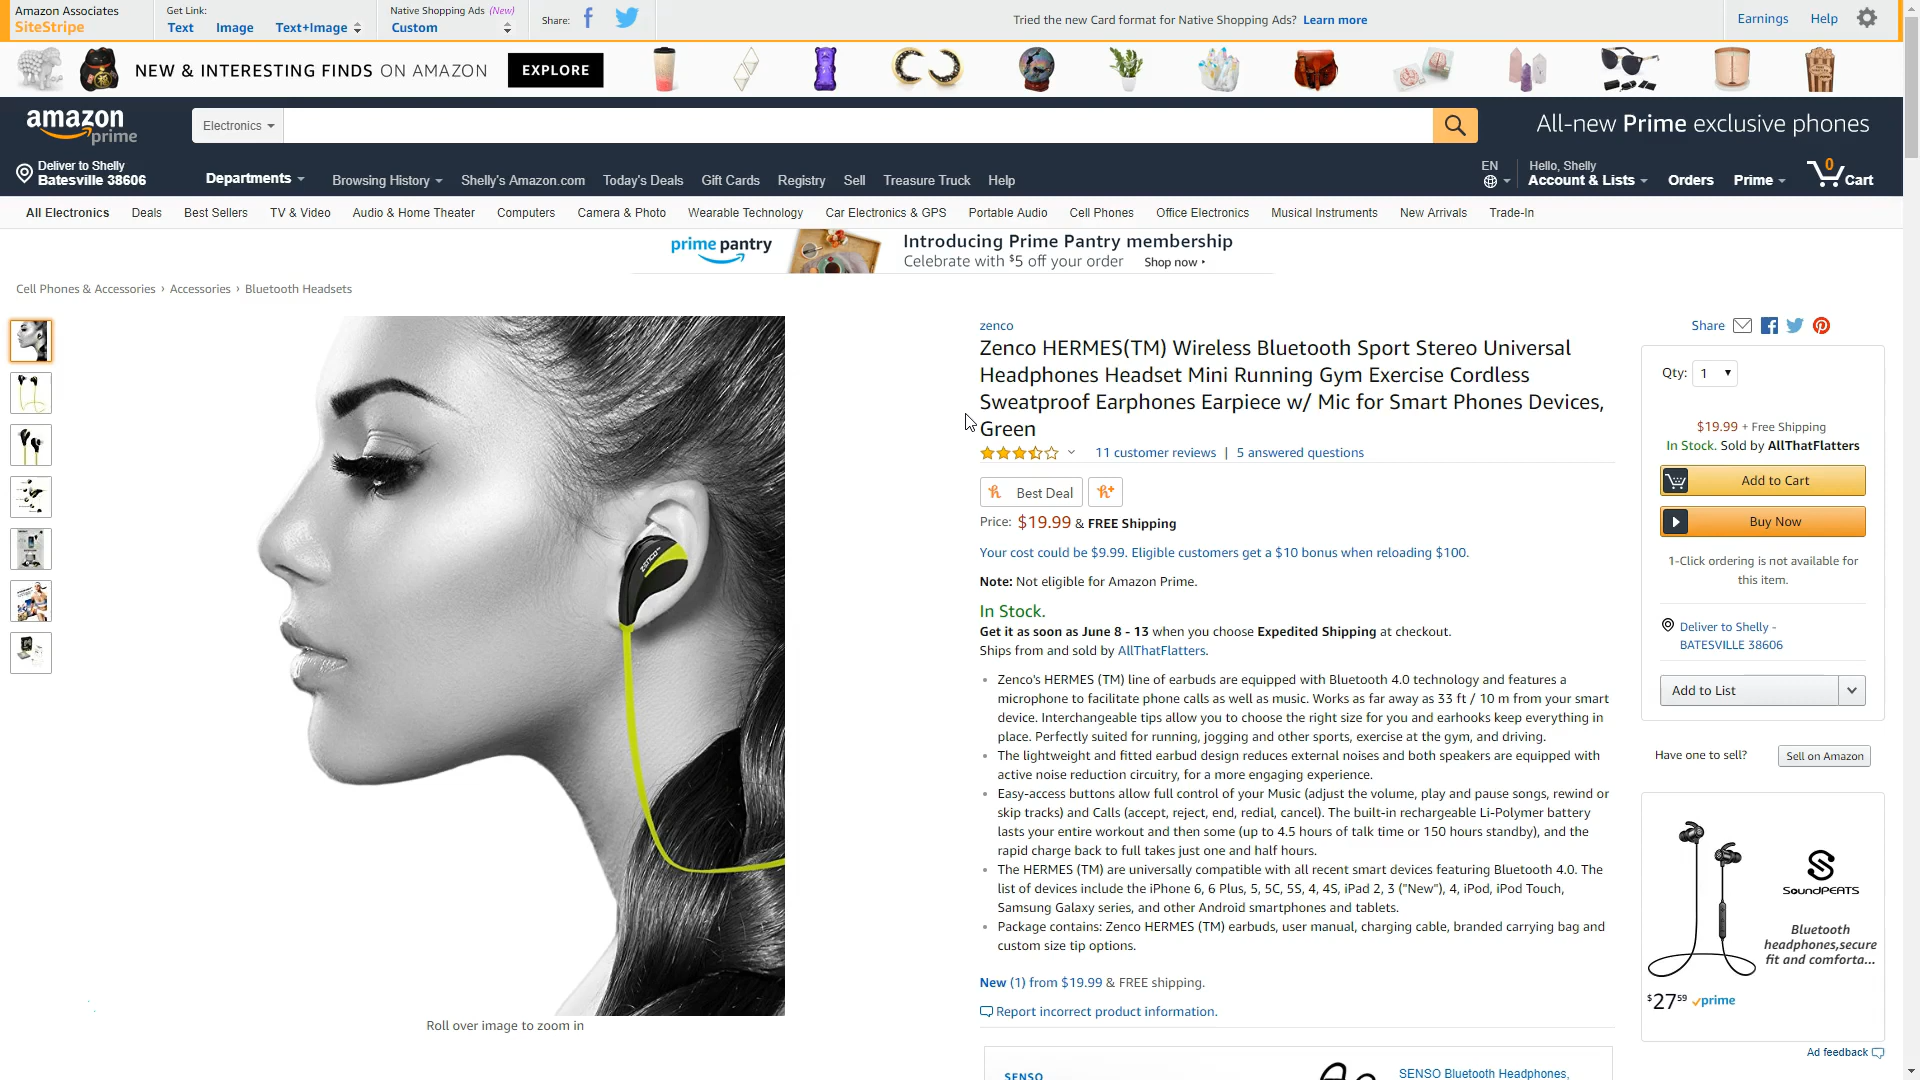 Amazon Associates
SiteStripe
Get Link:
Text Image Text+Image
Native Shopping Ads (New)
Custom
Share:
Tried the new Card format for Native Shopping Ads? Learn more
Earnings Help
NEW & INTERESTING FINDS ON AMAZON EXPLORE
amazon prime
Electronics
All-new Prime exclusive phones
Deliver to Shelly
Batesville 38606
Departments Browsing History Shelly's Amazon.com Today's Deals Gift Cards Registry Sell Treasure Truck Help
EN
Hello, Shelly
Account & Lists Orders Prime 0 Cart
All Electronics Deals Best Sellers TV & Video Audio & Home Theater Computers Camera & Photo Wearable Technology Car Electronics & GPS Portable Audio Cell Phones Office Electronics Musical Instruments New Arrivals Trade-In
prime pantry
Introducing Prime Pantry membership
Celebrate with $5 off your order Shop now ›
Cell Phones & Accessories › Accessories › Bluetooth Headsets
zenco
Roll over image to zoom in
zenco
Zenco HERMES(TM) Wireless Bluetooth Sport Stereo Universal
Headphones Headset Mini Running Gym Exercise Cordless
Sweatproof Earphones Earpiece w/ Mic for Smart Phones Devices,
Green
11 customer reviews | 5 answered questions
Best Deal
Price: $19.99 & FREE Shipping
Your cost could be $9.99. Eligible customers get a $10 bonus when reloading $100.
Note: Not eligible for Amazon Prime.
In Stock.
Get it as soon as June 8 - 13 when you choose Expedited Shipping at checkout.
Ships from and sold by AllThatFlatters.
• Zenco's HERMES (TM) line of earbuds are equipped with Bluetooth 4.0 technology and features a
microphone to facilitate phone calls as well as music. Works as far away as 33 ft / 10 m from your smart
device. Interchangeable tips allow you to choose the right size for you and earhooks keep everything in
place. Perfectly suited for running, jogging and other sports, exercise at the gym, and driving.
• The lightweight and fitted earbud design reduces external noises and both speakers are equipped with
active noise reduction circuitry, for a more engaging experience.
• Easy-access buttons allow full control of your Music (adjust the volume, play and pause songs, rewind or
skip tracks) and Calls (accept, reject, end, redial, cancel). The built-in rechargeable Li-Polymer battery
lasts your entire workout and then some (up to 4.5 hours of talk time or 150 hours standby), and the
rapid charge back to full takes just one and half hours.
• The HERMES (TM) are universally compatible with all recent smart devices featuring Bluetooth 4.0. The
list of devices include the iPhone 6, 6 Plus, 5, 5C, 5S, 4, 4S, iPad 2, 3 ("New"), 4, iPod, iPod Touch,
Samsung Galaxy series, and other Android smartphones and tablets.
• Package contains: Zenco HERMES (TM) earbuds, user manual, charging cable, branded carrying bag and
custom size tip options.
New (1) from $19.99 & FREE shipping.
Report incorrect product information.
SENSO
SENSO Bluetooth Headphones,
Share
Qty: 1
$19.99 + Free Shipping
In Stock. Sold by AllThatFlatters
Add to Cart
Buy Now
1-Click ordering is not available for
this item.
Deliver to Shelly -
BATESVILLE 38606
Add to List
Have one to sell? Sell on Amazon
SOUNDPEATS
Bluetooth
headphones,secure
fit and comforta...
$27.59 prime
Ad feedback